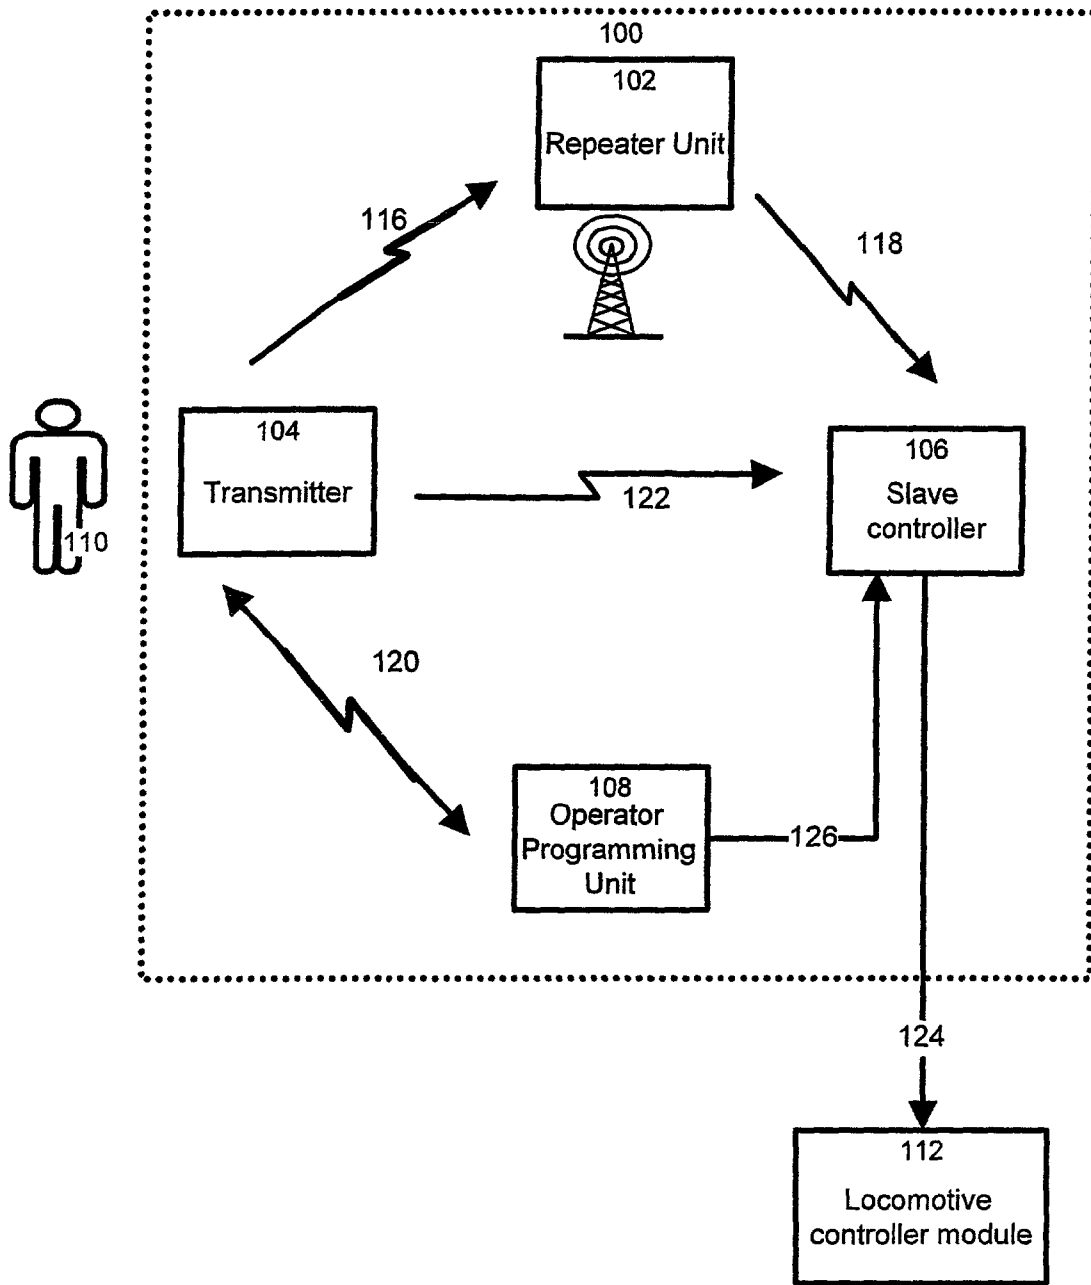 100
102
Repeater Unit
116
118
104
Transmitter
106
Slave
controller
122
110
120
108
Operator
Programming
Unit
126
124
112
Locomotive
controller module